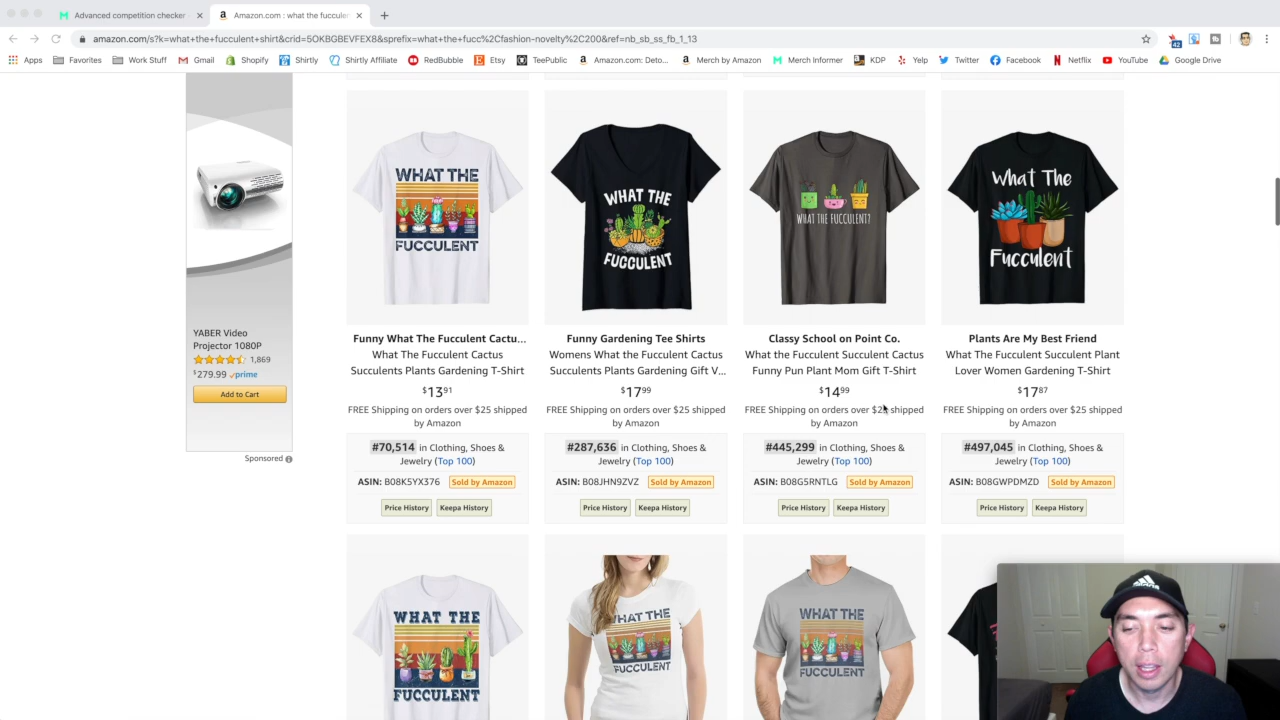 Advanced competition checker
Amazon.com : what the fucculen
amazon.com/s?k=what+the+fucculent+shirt&crid=5OKBGBEVFEX8&sprefix=what+the+fucc%2Cfashion-novelty%2C200&ref=nb_sb_ss_fb_1_13
42
Apps Favorites Work Stuff Gmail Shopify Shirtly Shirtly Affiliate RedBubble Etsy TeePublic Amazon.com: Deto... Merch by Amazon Merch Informer KDP Yelp Twitter Facebook Netflix YouTube Google Drive
WHAT THE
FUCCULENT
WHAT THE
FUCCULENT
WHAT THE FUCULENT?
What The
Fucculent
YABER Video
Projector 1080P
1,869
$279.99 prime
Add to Cart
Sponsored
Funny What The Fucculent Cactu...
What The Fucculent Cactus
Succulents Plants Gardening T-Shirt
$13 91
FREE Shipping on orders over $25 shipped
by Amazon
#70,514 in Clothing, Shoes &
Jewelry (Top 100)
ASIN: B08K5YX376 Sold by Amazon
Price History Keepa History
Funny Gardening Tee Shirts
Womens What the Fucculent Cactus
Succulents Plants Gardening Gift V...
$17 99
FREE Shipping on orders over $25 shipped
by Amazon
#287,636 in Clothing, Shoes &
Jewelry (Top 100)
ASIN: B08JHN9ZVZ Sold by Amazon
Price History Keepa History
Classy School on Point Co.
What the Fucculent Succulent Cactus
Funny Pun Plant Mom Gift T-Shirt
$14 99
FREE Shipping on orders over $25 shipped
by Amazon
#445,299 in Clothing, Shoes &
Jewelry (Top 100)
ASIN: B08G5RNTLG Sold by Amazon
Price History Keepa History
Plants Are My Best Friend
What The Fucculent Succulent Plant
Lover Women Gardening T-Shirt
$17 87
FREE Shipping on orders over $25 shipped
by Amazon
#497,045 in Clothing, Shoes &
Jewelry (Top 100)
ASIN: B08GWPDMZD Sold by Amazon
Price History Keepa History
WHAT THE
FUCCULENT
WHAT THE
FUCCULENT
WHAT THE
FUCCULENT